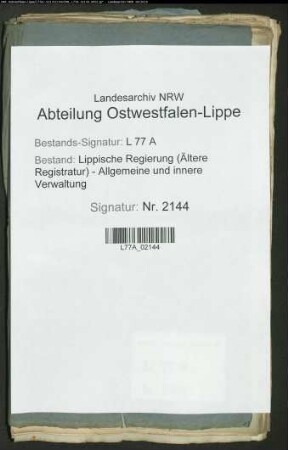 Landesarchiv NRW
Abteilung Ostwestfalen-Lippe
Bestands-Signatur: L 77 A
Bestand: Lippische Regierung (Ältere
Registratur) - Allgemeine und innere
Verwaltung
Signatur: Nr. 2144
L77A_02144